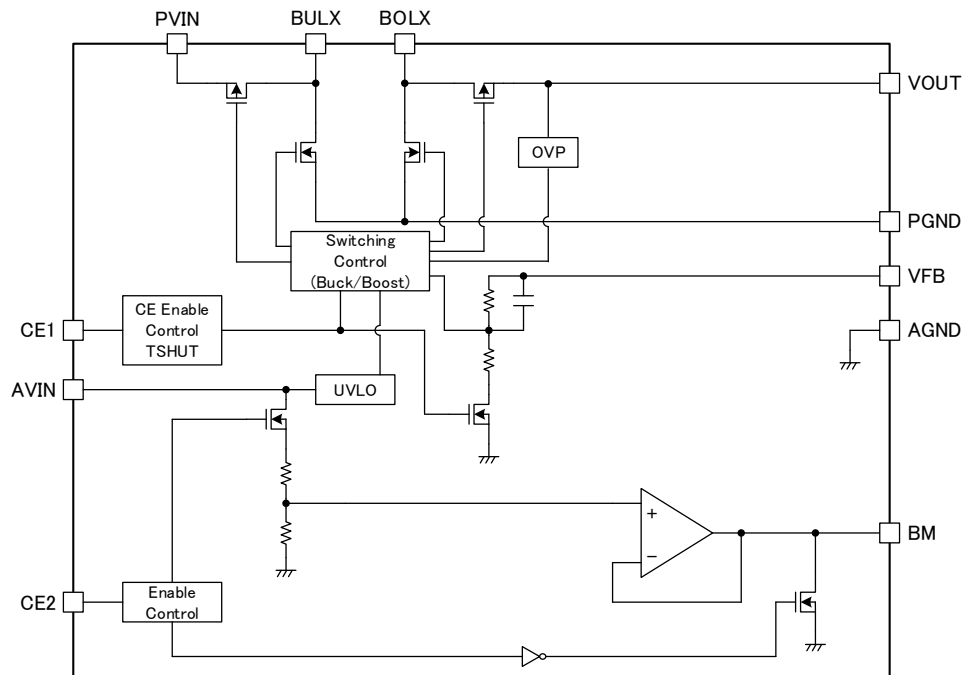 PVIN
BULX
BOLX
VOUT
OVP
PGND
Switching
Control
(Buck/Boost)
VFB
CE1
CE Enable
Control
TSHUT
AGND
AVIN
UVLO
+
−
BM
CE2
Enable
Control